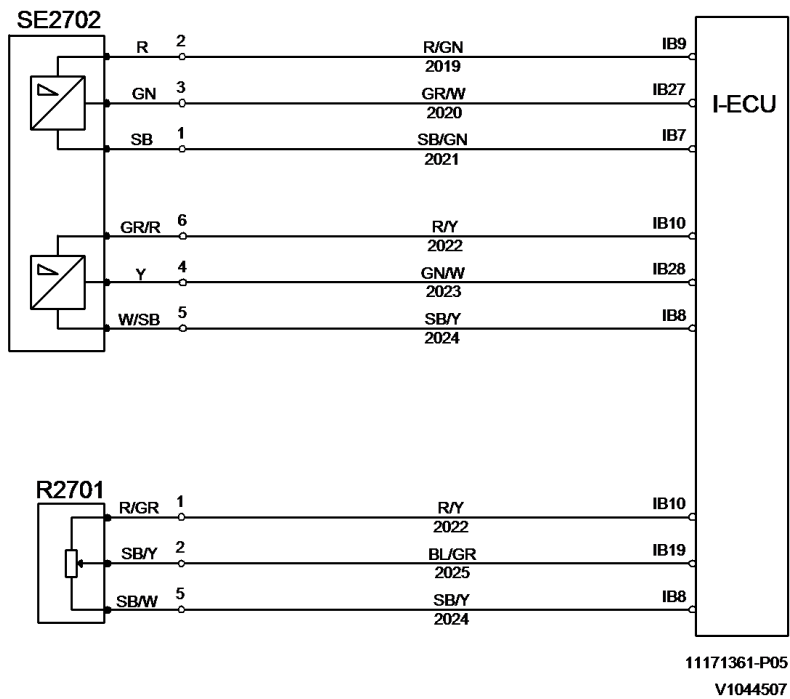 SE2702
R 2 R/GN IB9
2019
GN 3 GR/W IB27
2020
I-ECU
SB 1 SB/GN IB7
2021
GR/R 6 R/Y IB10
2022
Y 4 GN/W IB28
2023
W/SB 5 SB/Y IB8
2024
R2701
R/GR 1 R/Y IB10
2022
SB/Y 2 BL/GR IB19
2025
SB/W 5 SB/Y IB8
2024
11171361-P05
V1044507